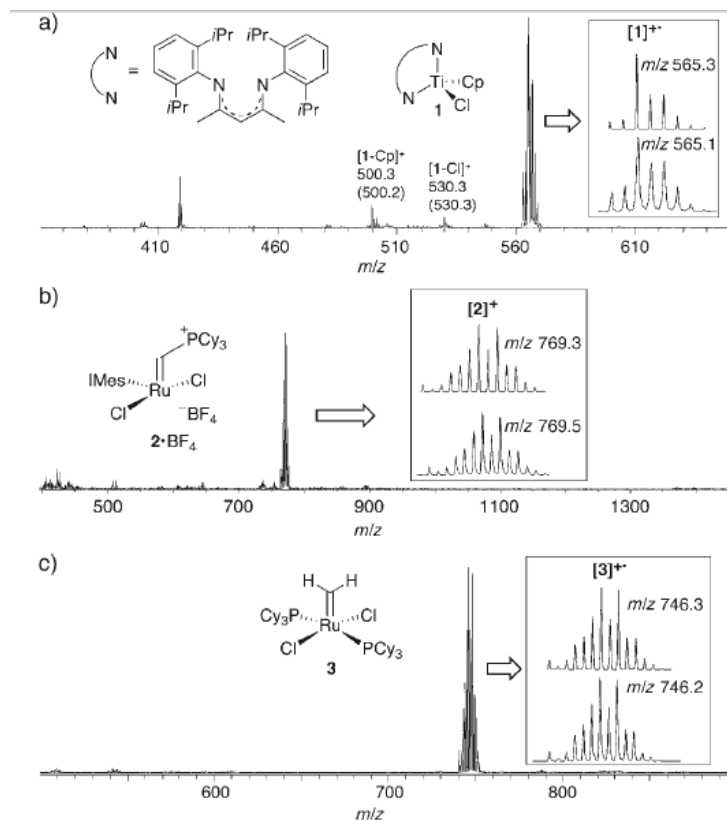 a)
iPr
iPr
iPr
iPr
N
N
=
N
N
N
N
Ti
Cp
Cl
1
[1]+•
m/z 565.3
m/z 565.1
[1-Cp]+
500.3
(500.2)
[1-Cl]+
530.3
(530.3)
410
460
510
560
610
m/z
b)
+
PCy3
IMes
Ru
Cl
Cl
−BF4
2•BF4
[2]+
m/z 769.3
m/z 769.5
500
700
900
1100
1300
m/z
c)
H
H
Cy3P
Cl
Ru
Cl
PCy3
3
[3]+•
m/z 746.3
m/z 746.2
600
700
800
m/z